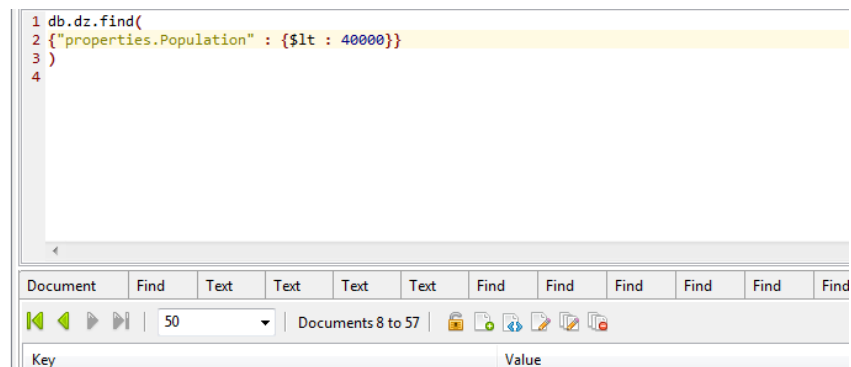 1 db.dz.find(
2 {"properties.Population" : {$lt : 40000}}
3 )
4
Document Find Text Text Text Text Find Find Find Find Find Find
50 Documents 8 to 57
Key Value